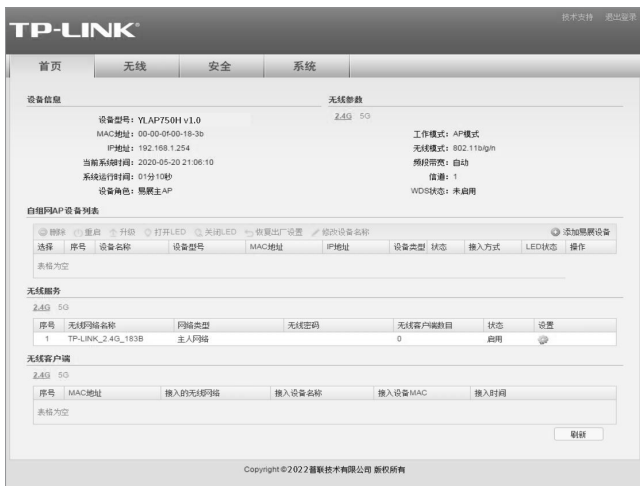 技术支持 退出登录
TP-LINK®
首页 无线 安全 系统
设备信息
设备型号: YLAP750H v1.0
MAC地址: 00-00-0f-00-18-3b
IP地址: 192.168.1.254
当前系统时间: 2020-05-20 21:06:10
系统运行时间: 01分10秒
设备角色: 易展主AP
无线参数
2.4G 5G
工作模式: AP模式
无线模式: 802.11b/g/n
频段带宽: 自动
信道: 1
WDS状态: 未启用
自组网AP设备列表
删除 重启 升级 打开LED 关闭LED 恢复出厂设置 修改设备名称 添加易展设备
选择 序号 设备名称 设备型号 MAC地址 IP地址 设备类型 状态 接入方式 LED状态 操作
表格为空
无线服务
2.4G 5G
序号 无线网络名称 网络类型 无线密码 无线客户端数目 状态 设置
1 TP-LINK_2.4G_183B 主人网络 0 启用
无线客户端
2.4G 5G
序号 MAC地址 接入的无线网络 接入设备名称 接入设备MAC 接入时间
表格为空
刷新
Copyright©2022普联技术有限公司 版权所有